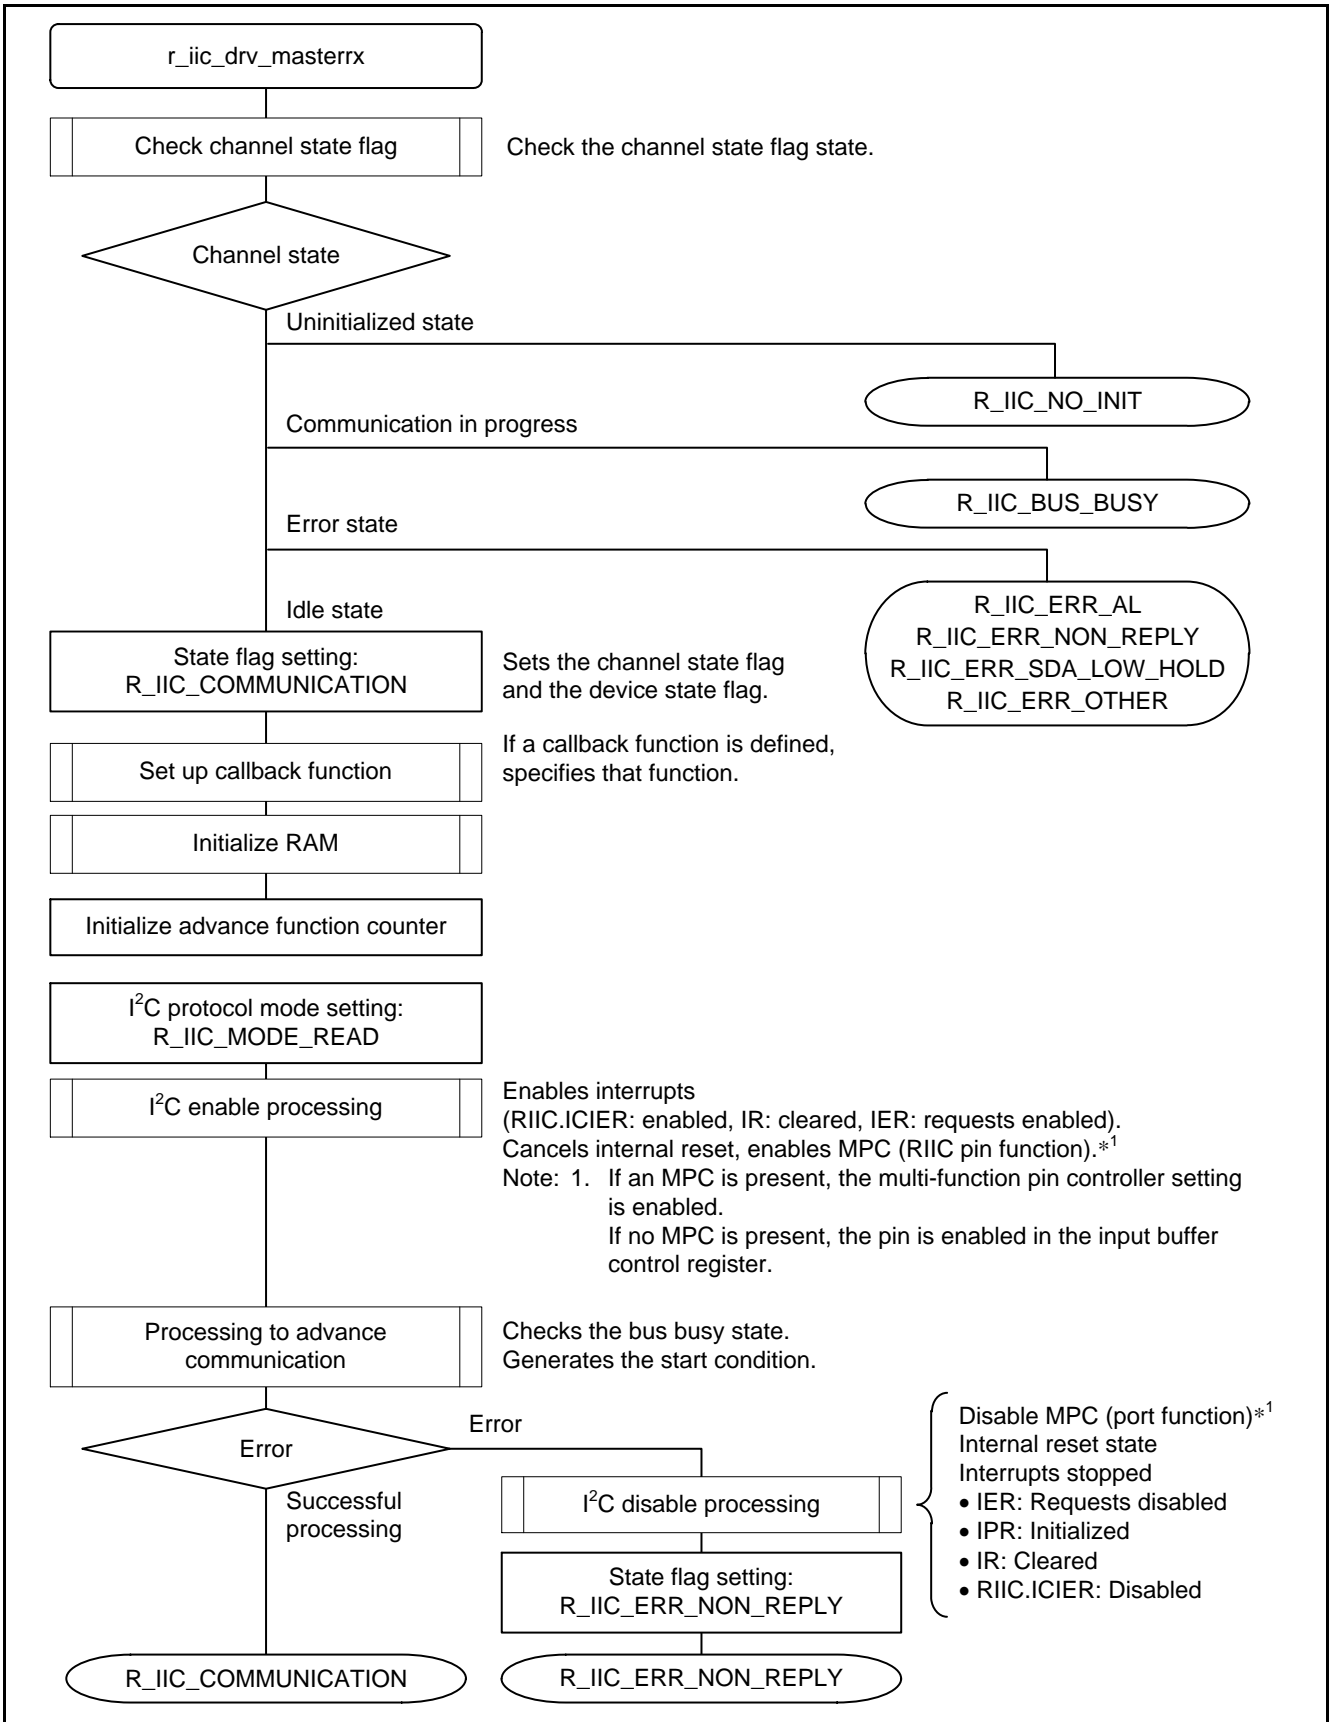 r_iic_drv_masterrx
Check channel state flag
Check the channel state flag state.
Channel state
Uninitialized state
R_IIC_NO_INIT
Communication in progress
R_IIC_BUS_BUSY
Error state
R_IIC_ERR_AL
R_IIC_ERR_NON_REPLY
R_IIC_ERR_SDA_LOW_HOLD
R_IIC_ERR_OTHER
Idle state
State flag setting:
R_IIC_COMMUNICATION
Sets the channel state flag
and the device state flag.
Set up callback function
If a callback function is defined,
specifies that function.
Initialize RAM
Initialize advance function counter
I²C protocol mode setting:
R_IIC_MODE_READ
I²C enable processing
Enables interrupts
(RIIC.ICIER: enabled, IR: cleared, IER: requests enabled).
Cancels internal reset, enables MPC (RIIC pin function).*¹
Note: 1. If an MPC is present, the multi-function pin controller setting
is enabled.
If no MPC is present, the pin is enabled in the input buffer
control register.
Processing to advance
communication
Checks the bus busy state.
Generates the start condition.
Error
Error
Successful
processing
I²C disable processing
Disable MPC (port function)*¹
Internal reset state
Interrupts stopped
• IER: Requests disabled
• IPR: Initialized
• IR: Cleared
• RIIC.ICIER: Disabled
State flag setting:
R_IIC_ERR_NON_REPLY
R_IIC_COMMUNICATION
R_IIC_ERR_NON_REPLY